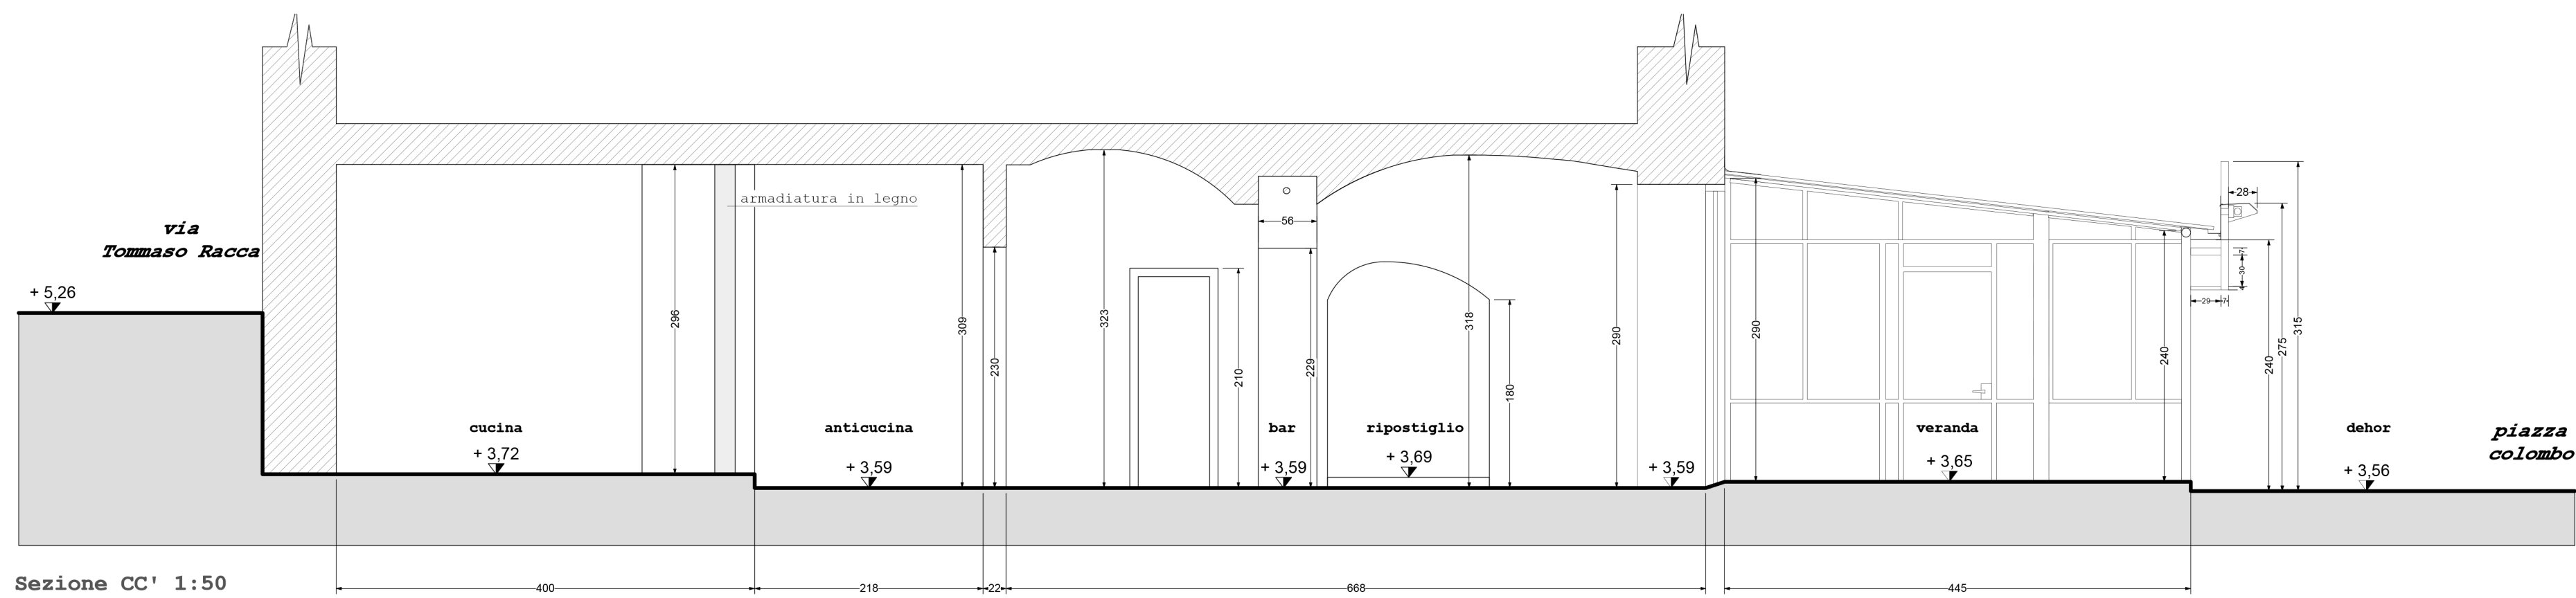 via
Tommaso Racca
+ 5,26
armadiatura in legno
296
309
230
323
210
56
229
318
180
290
290
240
28
7
30
4
29
7
240
275
315
cucina
+ 3,72
anticucina
+ 3,59
bar
+ 3,59
ripostiglio
+ 3,69
+ 3,59
veranda
+ 3,65
dehor
+ 3,56
piazza
colombo
Sezione CC' 1:50
400
218
22
668
445